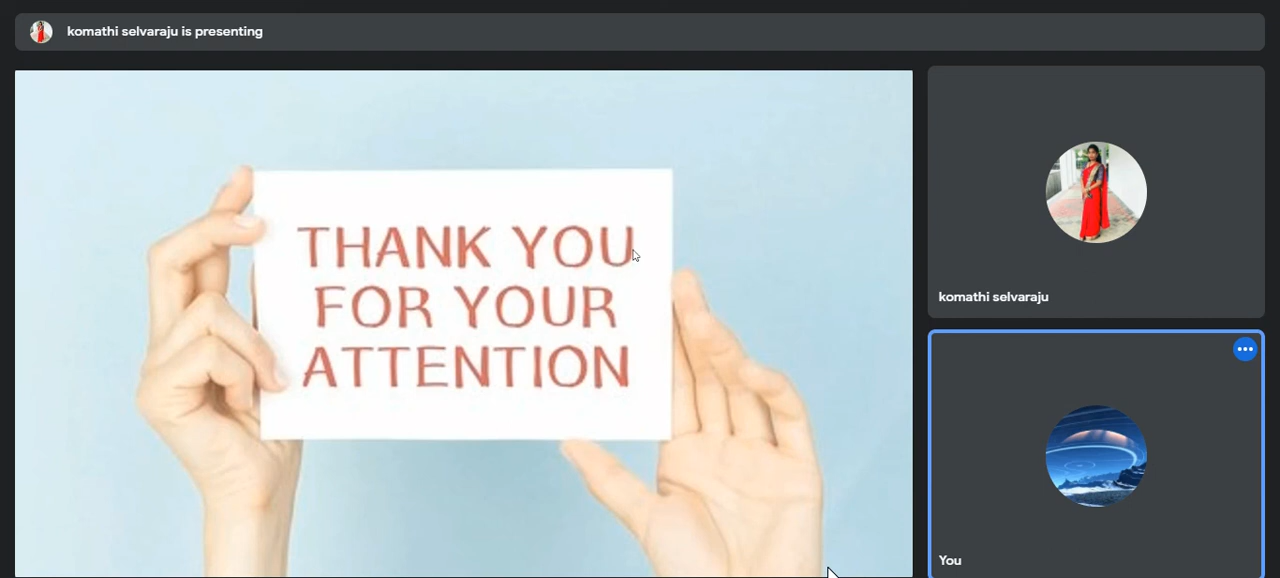 komathi selvaraju is presenting
THANK YOU
FOR YOUR
ATTENTION
komathi selvaraju
You